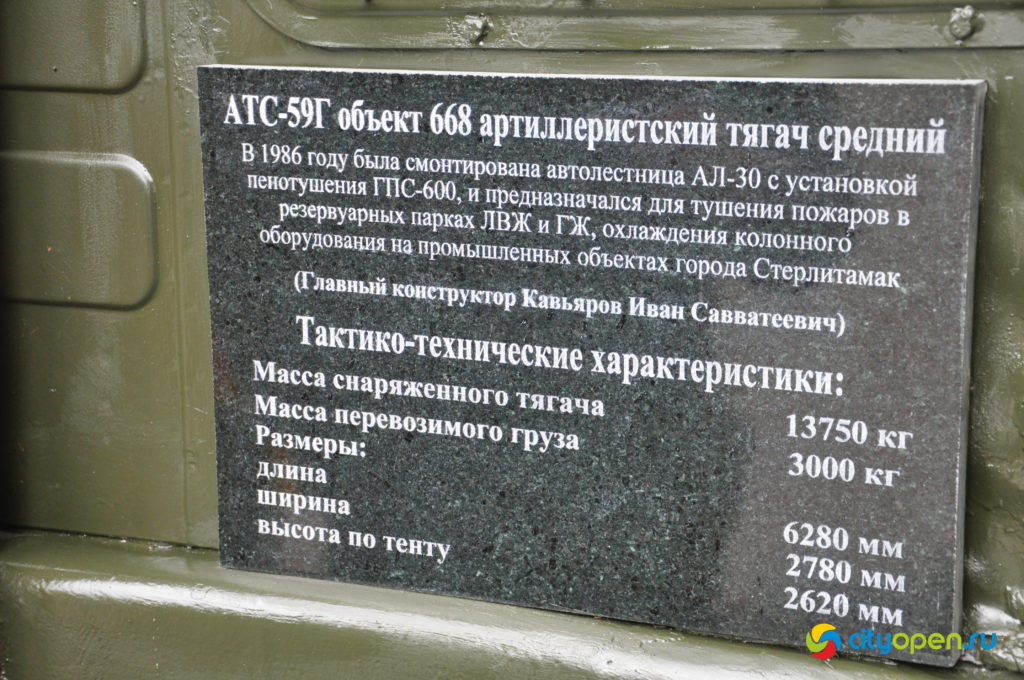 АТС-59Г объект 668 артиллеристский тягач средний
В 1986 году была смонтирована автолестница АЛ-30 с установкой
пенотушения ГПС-600, и предназначался для тушения пожаров в
резервуарных парках ЛВЖ и ГЖ, охлаждения колонного
оборудования на промышленных объектах города Стерлитамак
(Главный конструктор Кавьяров Иван Савватеевич)
Тактико-технические характеристики:
Масса снаряженного тягача 13750 кг
Масса перевозимого груза 3000 кг
Размеры:
длина 6280 мм
ширина 2780 мм
высота по тенту 2620 мм
cityopen.ru